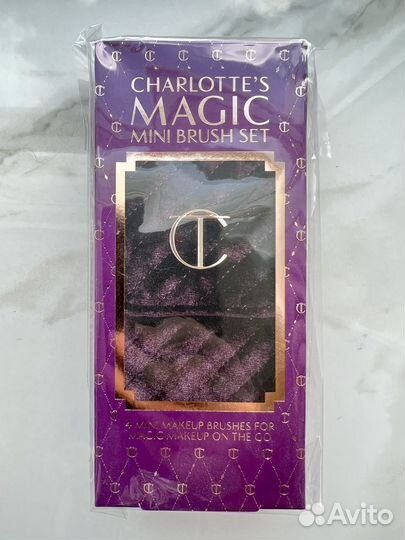 CHARLOTTE'S
MAGIC
MINI BRUSH SET
CT
4 MINI MAKEUP BRUSHES FOR
MAGIC MAKEUP ON THE GO
Avito